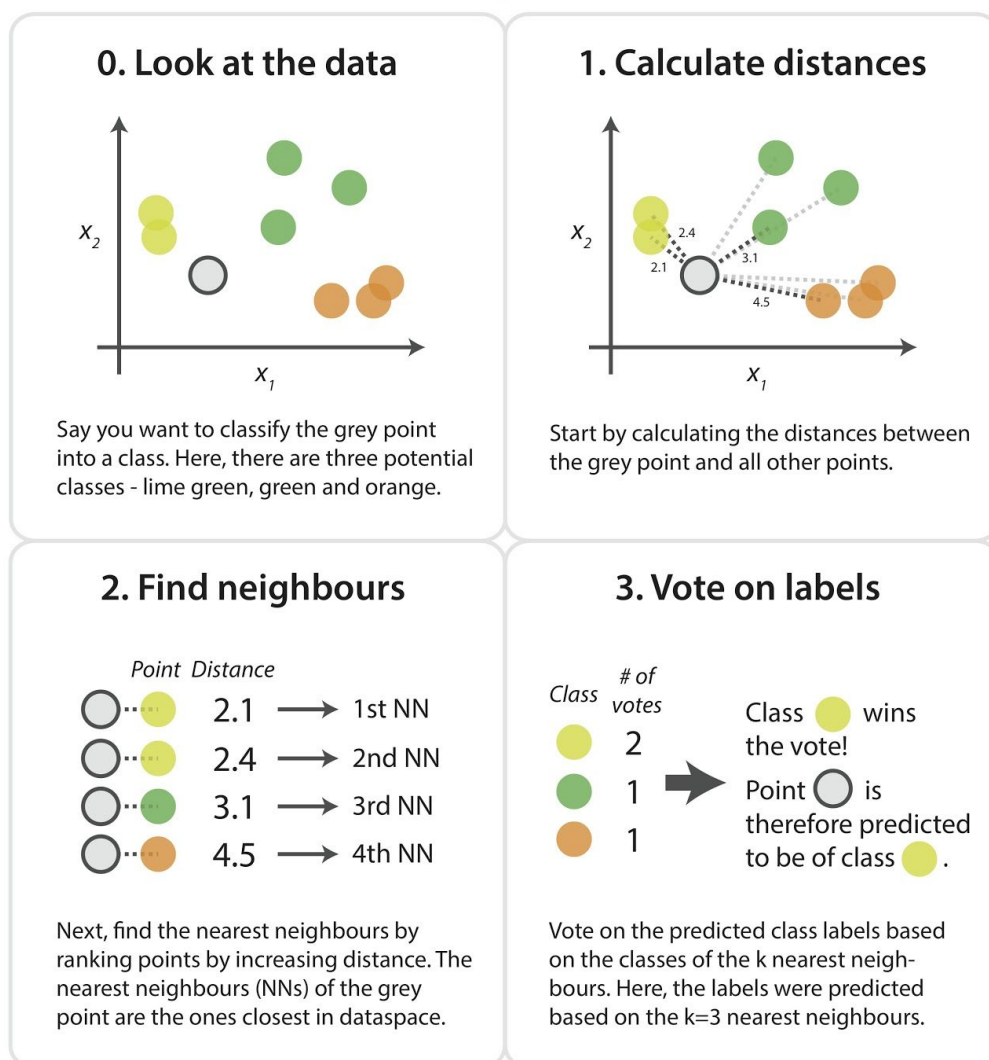 0. Look at the data
x2
x1
Say you want to classify the grey point
into a class. Here, there are three potential
classes - lime green, green and orange.
1. Calculate distances
x2
2.4
2.1
3.1
4.5
x1
Start by calculating the distances between
the grey point and all other points.
2. Find neighbours
Point Distance
2.1 1st NN
2.4 2nd NN
3.1 3rd NN
4.5 4th NN
Next, find the nearest neighbours by
ranking points by increasing distance. The
nearest neighbours (NNs) of the grey
point are the ones closest in dataspace.
3. Vote on labels
Class # of
votes
2
1
1
Class wins
the vote!
Point is
therefore predicted
to be of class .
Vote on the predicted class labels based
on the classes of the k nearest neigh-
bours. Here, the labels were predicted
based on the k=3 nearest neighbours.